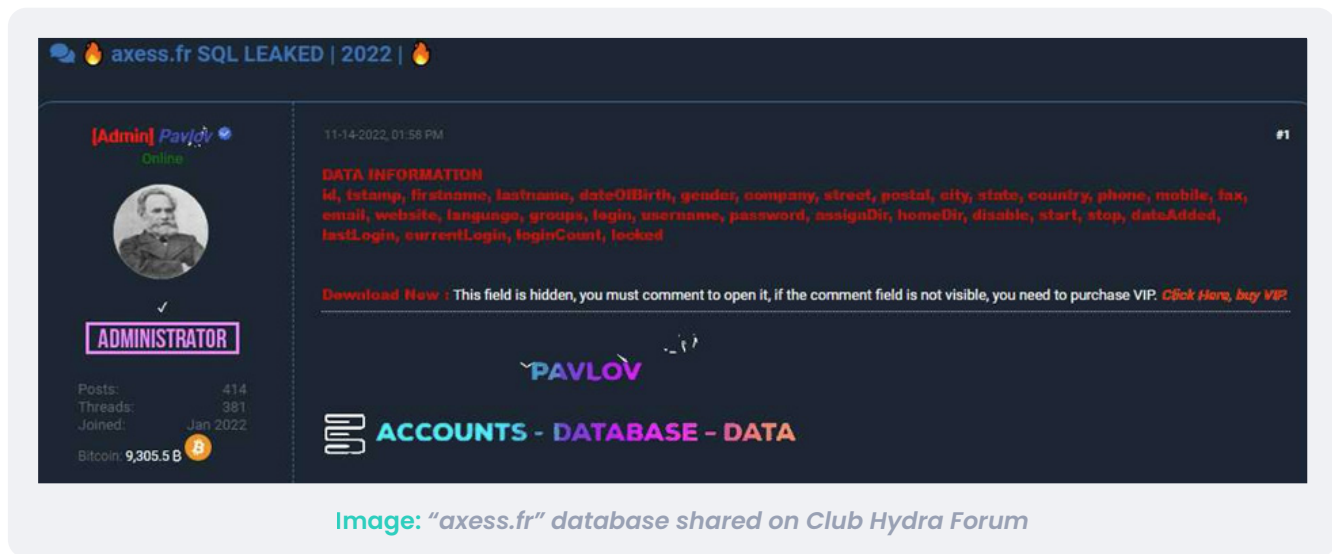 axess.fr SQL LEAKED | 2022 |
[Admin] Pavlov
Online
ADMINISTRATOR
Posts: 414
Threads: 381
Joined: Jan 2022
Bitcoin: 9,305.5 B
11-14-2022, 01:58 PM
#1
DATA INFORMATION
id, tstamp, firstname, lastname, dateOfBirth, gender, company, street, postal, city, state, country, phone, mobile, fax,
email, website, language, groups, login, username, password, assignDir, homeDir, disable, start, stop, dateAdded,
lastLogin, currentLogin, loginCount, locked
Download Now : This field is hidden, you must comment to open it, if the comment field is not visible, you need to purchase VIP. Click Here, buy VIP.
PAVLOV
ACCOUNTS - DATABASE - DATA
Image: “axess.fr” database shared on Club Hydra Forum